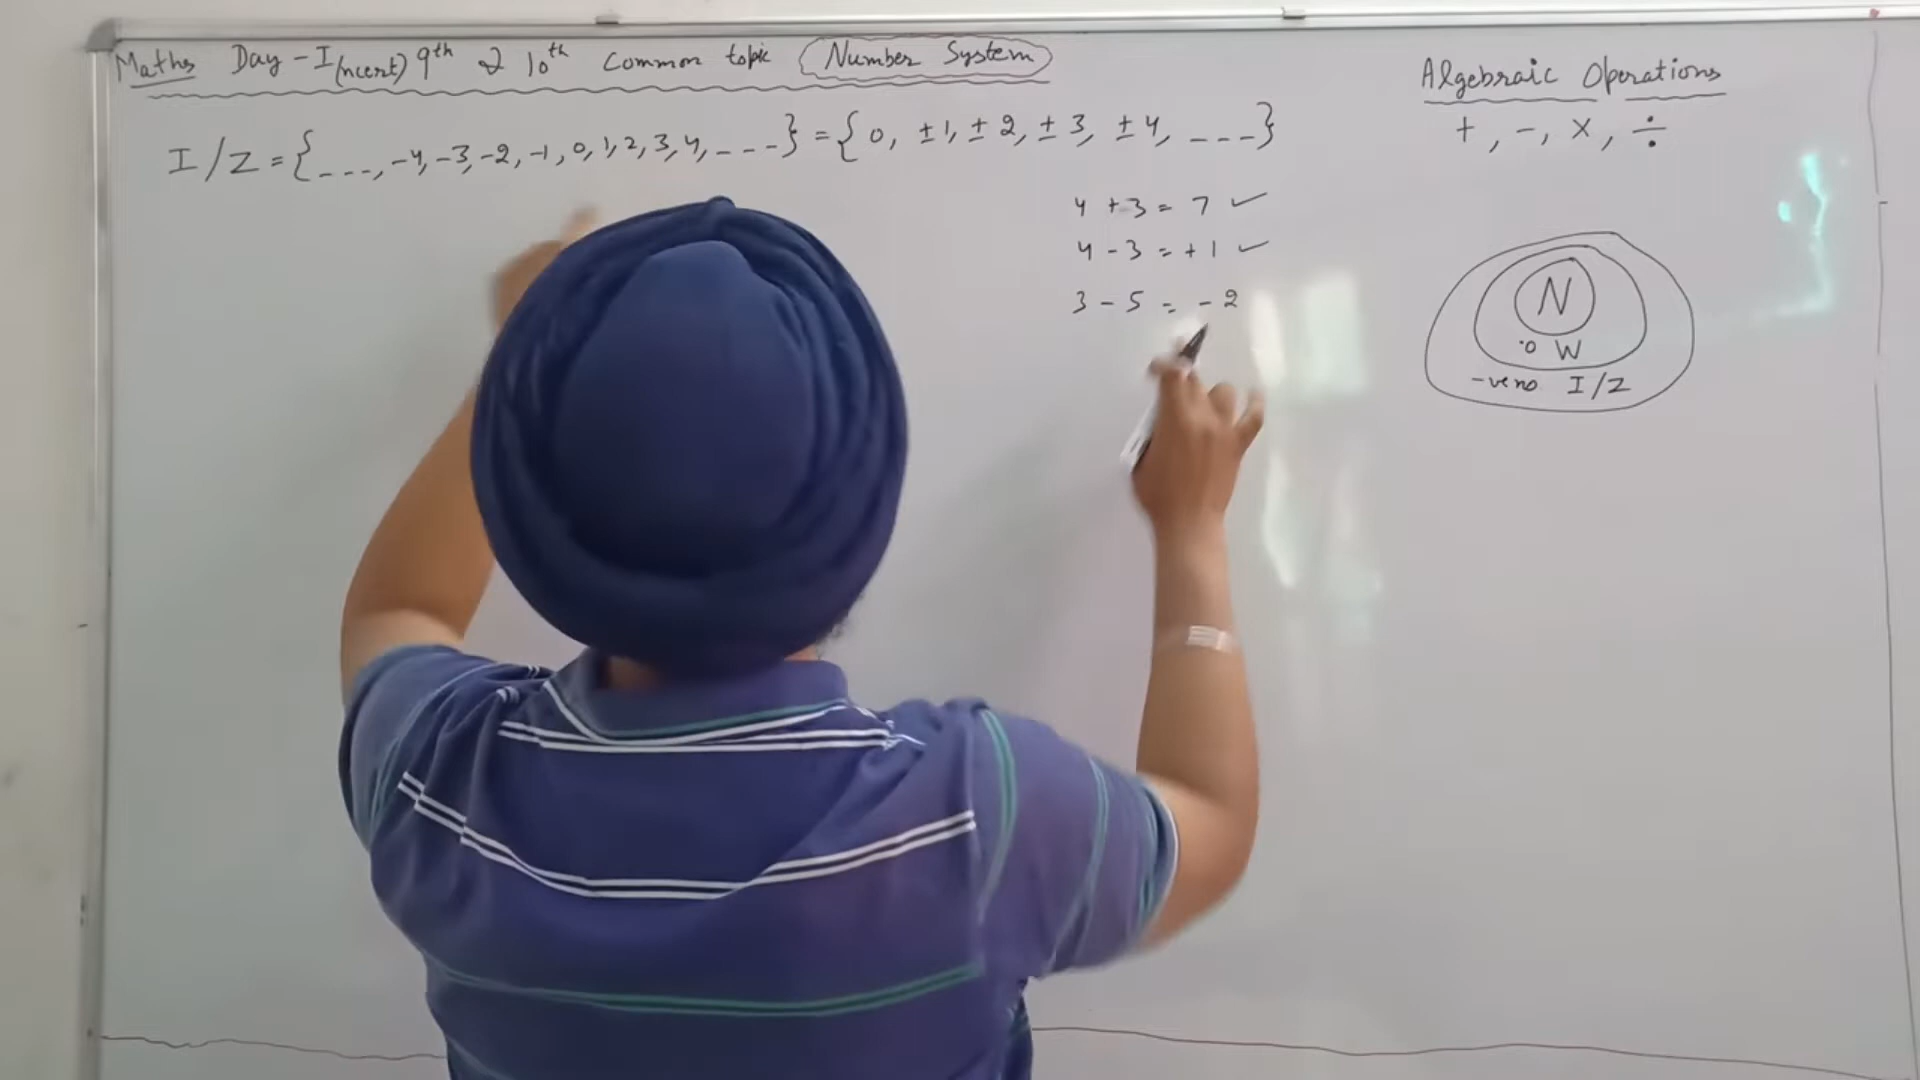 Maths Day - I (ncert) 9th & 10th Common topic Number System
I/Z = {---, -4, -3, -2, -1, 0, 1, 2, 3, 4, ----} = {0, ±1, ±2, ±3, ±4, ---}
4 + 3 = 7 ✓
4 - 3 = +1 ✓
3 - 5 = -2
Algebraic Operations
+, -, ×, ÷
N
·0 W
-ve no I/Z